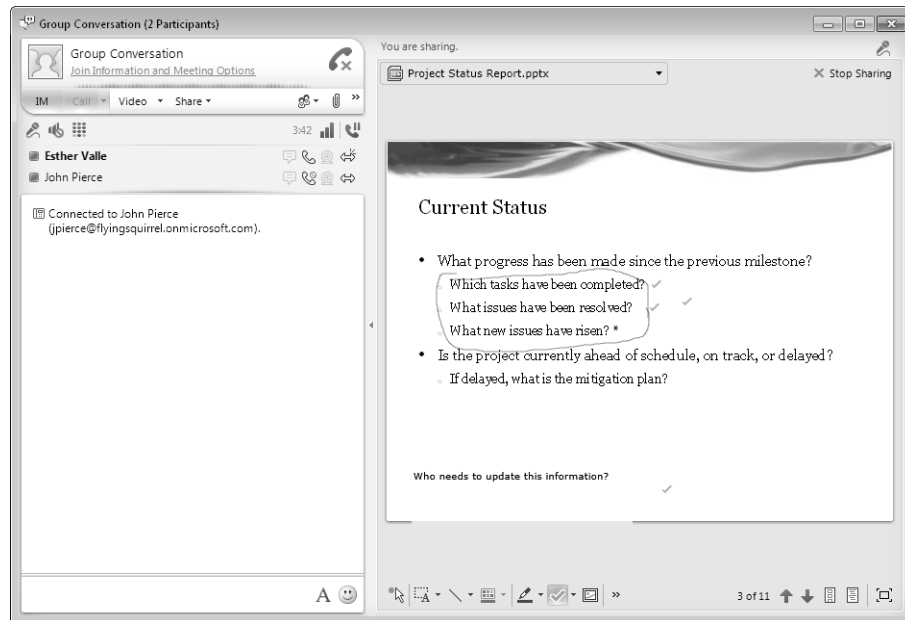 Group Conversation (2 Participants)
Group Conversation
Join Information and Meeting Options
IM Call Video Share »
3:42
Esther Valle
John Pierce
Connected to John Pierce
(jpierce@flyingsquirrel.onmicrosoft.com).
A
You are sharing.
Project Status Report.pptx
Stop Sharing
Current Status
• What progress has been made since the previous milestone?
Which tasks have been completed?
What issues have been resolved?
What new issues have risen? *
• Is the project currently ahead of schedule, on track, or delayed?
If delayed, what is the mitigation plan?
Who needs to update this information?
A » 3 of 11